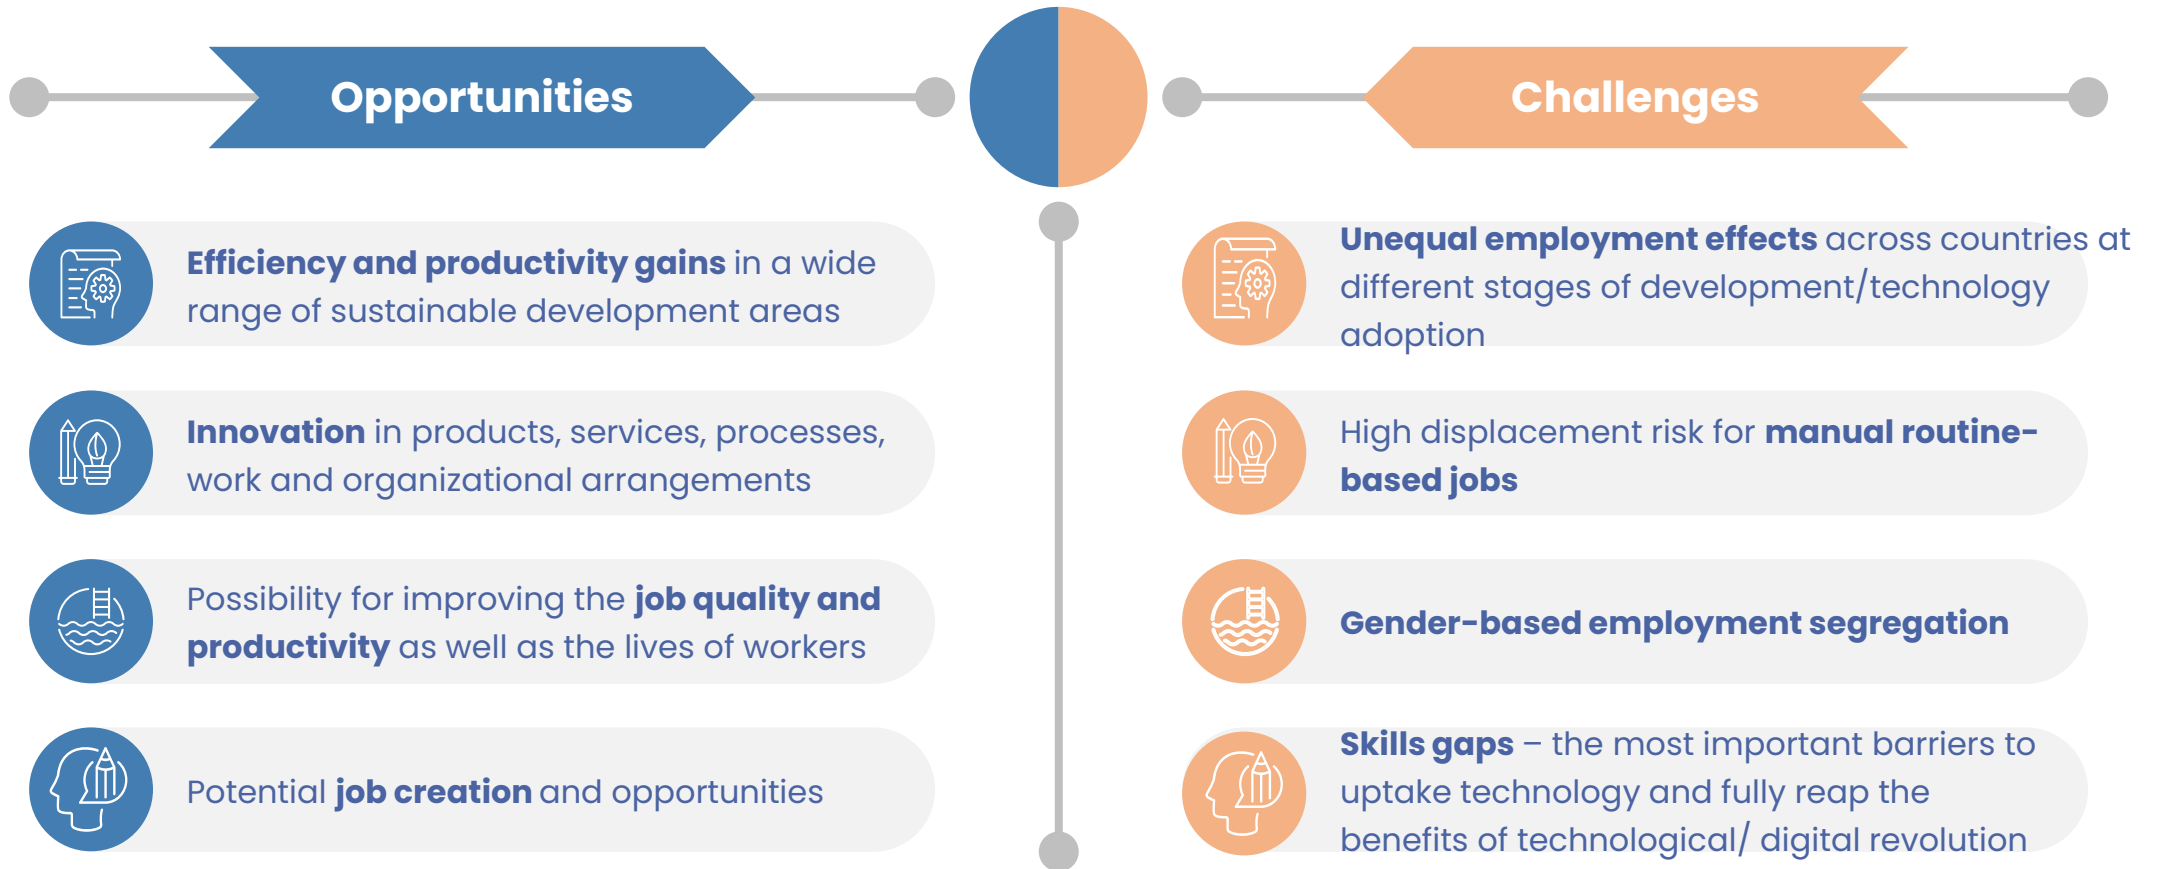 Opportunities
Efficiency and productivity gains in a wide
range of sustainable development areas
Innovation in products, services, processes,
work and organizational arrangements
Possibility for improving the job quality and
productivity as well as the lives of workers
Potential job creation and opportunities
Challenges
Unequal employment effects across countries at
different stages of development/technology
adoption
High displacement risk for manual routine-
based jobs
Gender-based employment segregation
Skills gaps – the most important barriers to
uptake technology and fully reap the
benefits of technological/ digital revolution